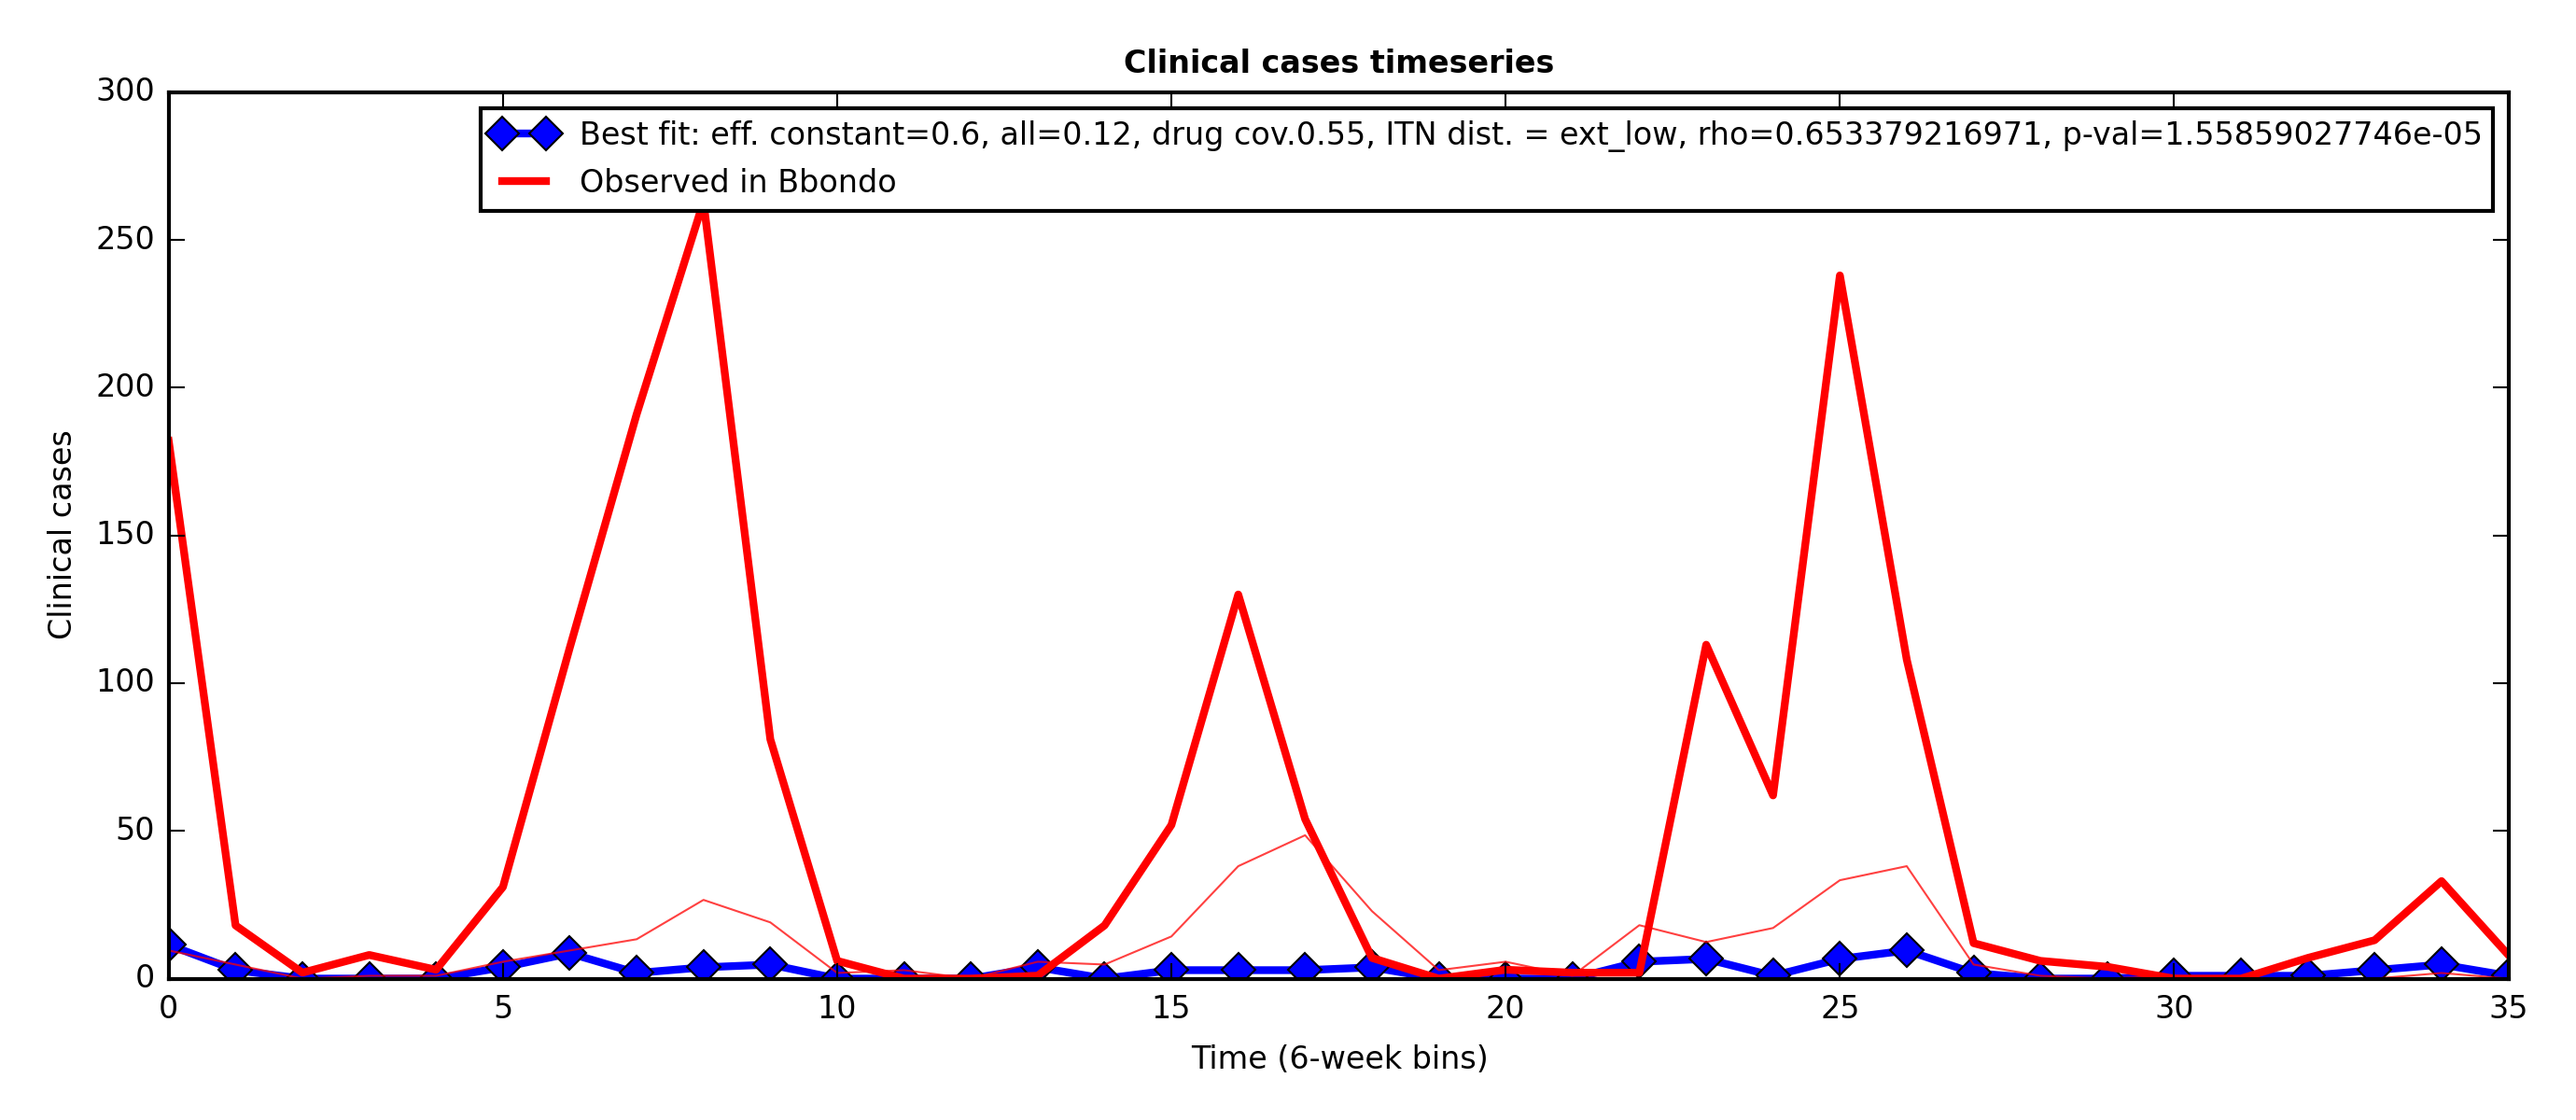 Clinical cases timeseries
Best fit: eff. constant=0.6, all=0.12, drug cov.0.55, ITN dist. = ext_low, rho=0.653379216971, p-val=1.55859027746e-05
Observed in Bbondo
300
250
200
150
100
50
0
Clinical cases
0 5 10 15 20 25 30 35
Time (6-week bins)